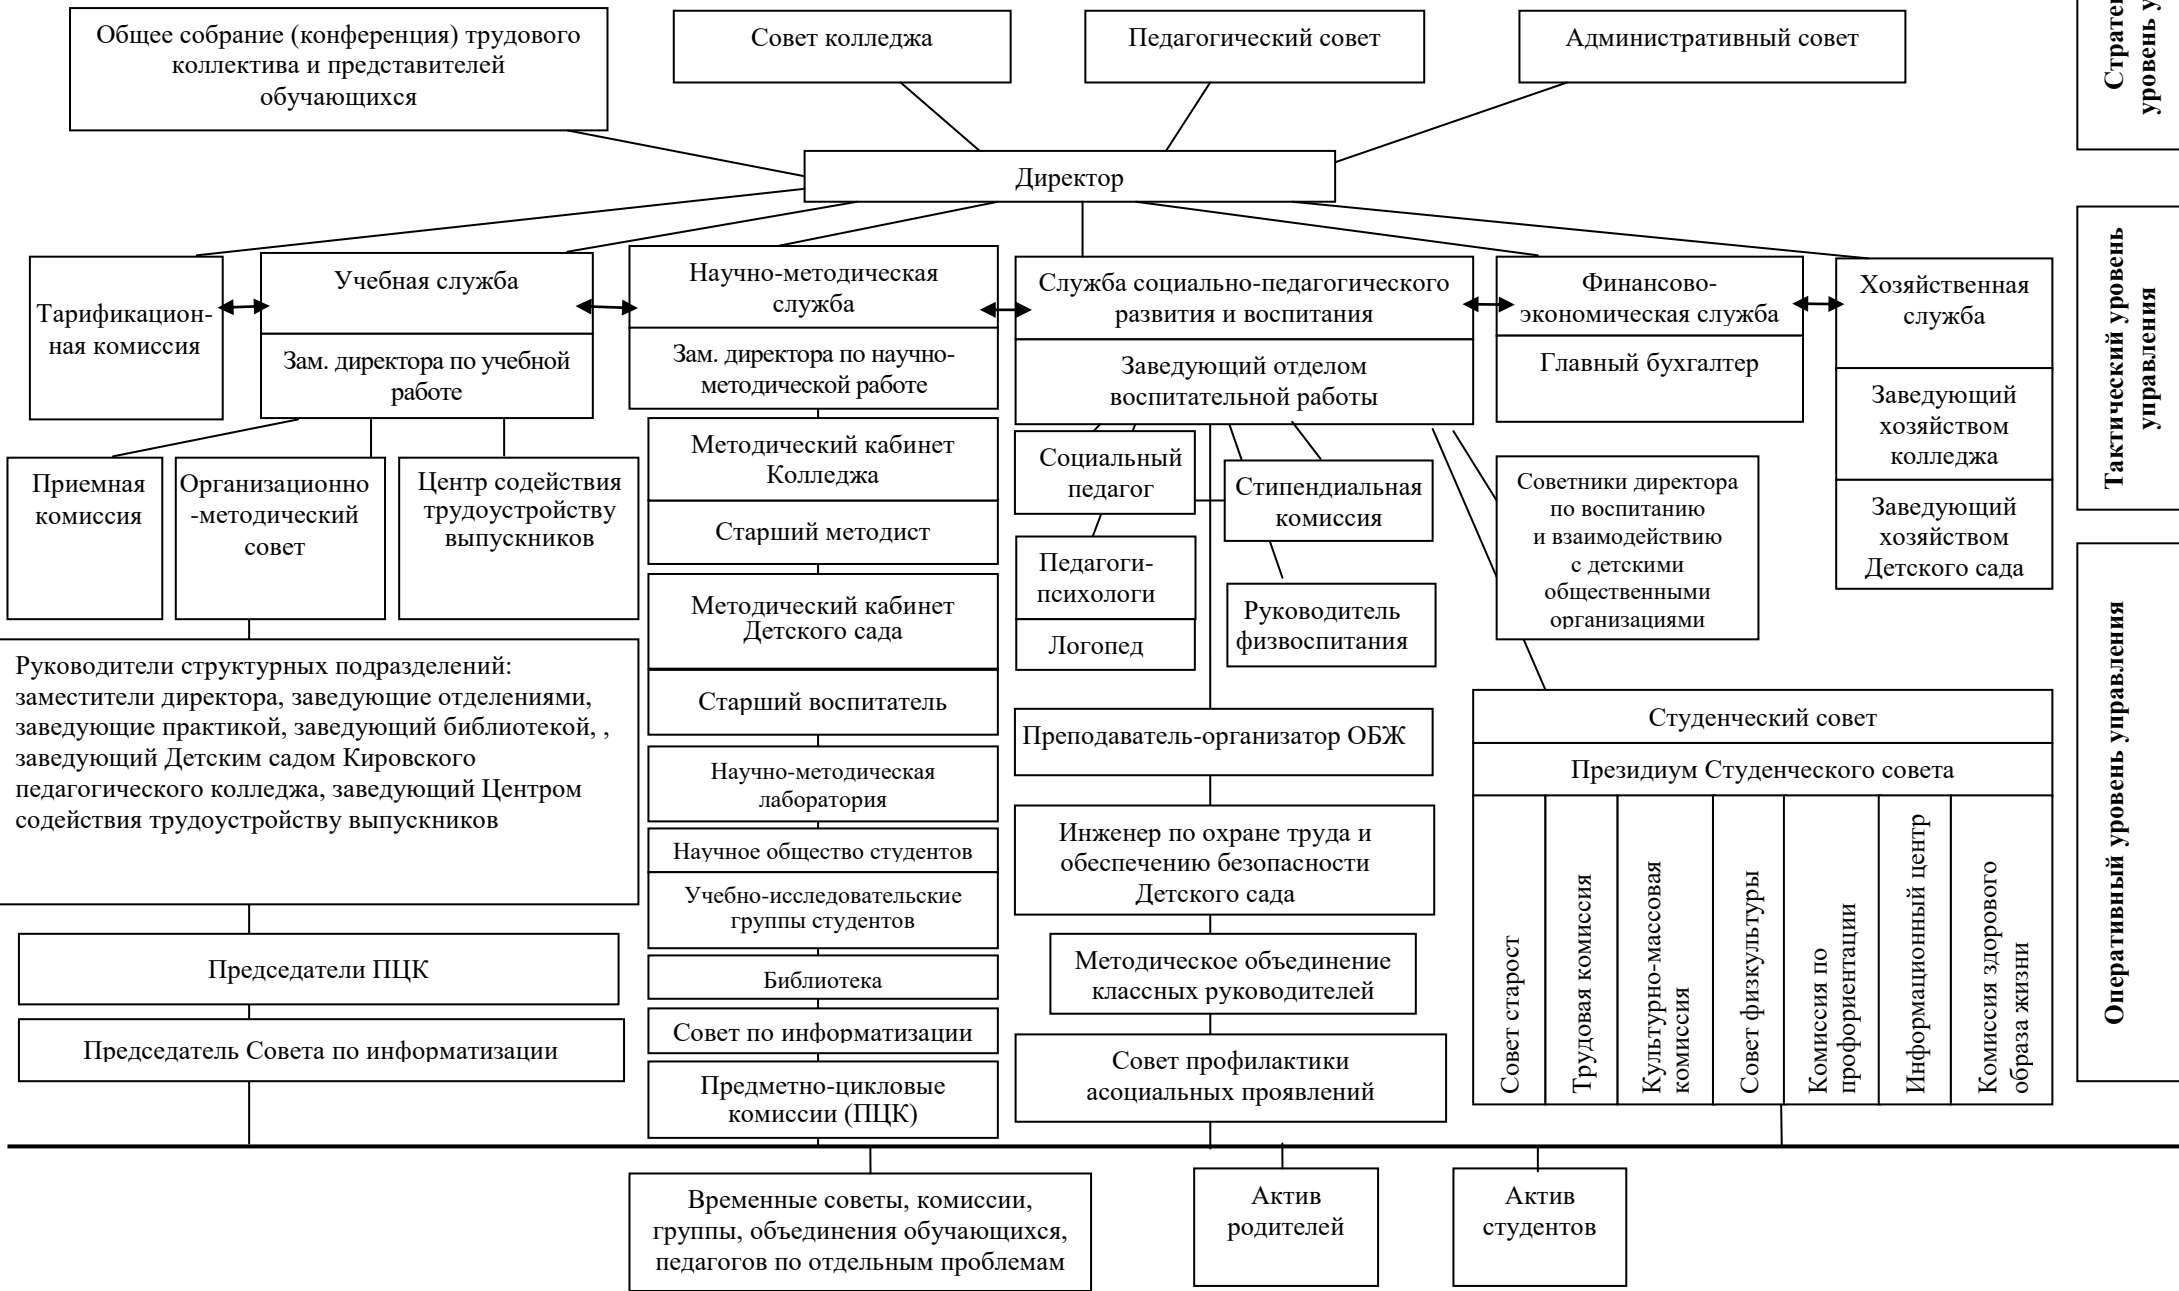 Общее собрание (конференция) трудового
коллектива и представителей
обучающихся
Совет колледжа
Педагогический совет
Административный совет
Директор
Тарификацион-
ная комиссия
Учебная служба
Зам. директора по учебной
работе
Научно-методическая
служба
Зам. директора по научно-
методической работе
Служба социально-педагогического
развития и воспитания
Заведующий отделом
воспитательной работы
Финансово-
экономическая служба
Главный бухгалтер
Хозяйственная
служба
Заведующий
хозяйством
колледжа
Заведующий
хозяйством
Детского сада
Приемная
комиссия
Организационно
-методический
совет
Центр содействия
трудоустройству
выпускников
Руководители структурных подразделений:
заместители директора, заведующие отделениями,
заведующие практикой, заведующий библиотекой, ,
заведующий Детским садом Кировского
педагогического колледжа, заведующий Центром
содействия трудоустройству выпускников
Председатели ПЦК
Председатель Совета по информатизации
Методический кабинет
Колледжа
Старший методист
Методический кабинет
Детского сада
Старший воспитатель
Научно-методическая
лаборатория
Научное общество студентов
Учебно-исследовательские
группы студентов
Библиотека
Совет по информатизации
Предметно-цикловые
комиссии (ПЦК)
Социальный
педагог
Стипендиальная
комиссия
Педагоги-
психологи
Логопед
Руководитель
физвоспитания
Преподаватель-организатор ОБЖ
Инженер по охране труда и
обеспечению безопасности
Детского сада
Методическое объединение
классных руководителей
Совет профилактики
асоциальных проявлений
Советники директора
по воспитанию
и взаимодействию
с детскими
общественными
организациями
Студенческий совет
Президиум Студенческого совета
Совет старост
Трудовая комиссия
Культурно-массовая
комиссия
Совет физкультуры
Комиссия по
профориентации
Информационный центр
Комиссия здорового
образа жизни
Временные советы, комиссии,
группы, объединения обучающихся,
педагогов по отдельным проблемам
Актив
родителей
Актив
студентов
уровень
Тактический уровень
управления
Оперативный уровень управления